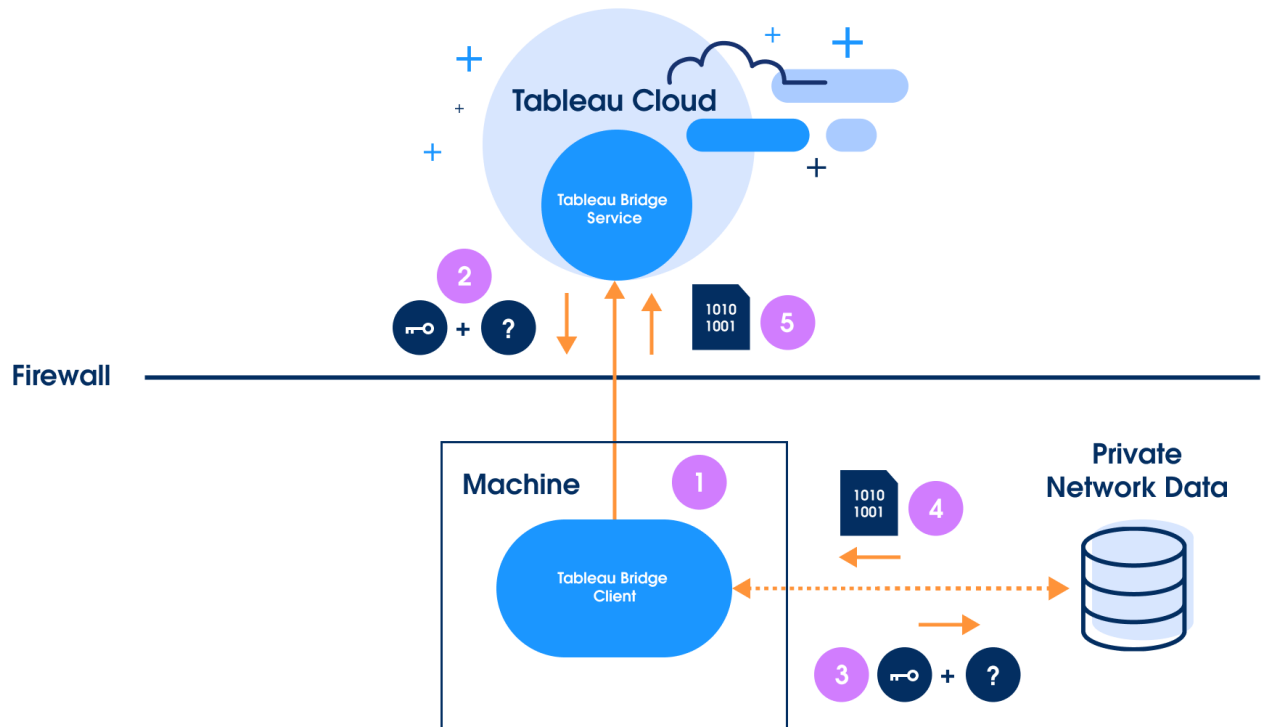 Tableau Cloud
Tableau Bridge
Service
2
+
?
1010
1001
5
Firewall
Machine
1
Private
Network Data
1010
1001
4
Tableau Bridge
Client
3
+
?